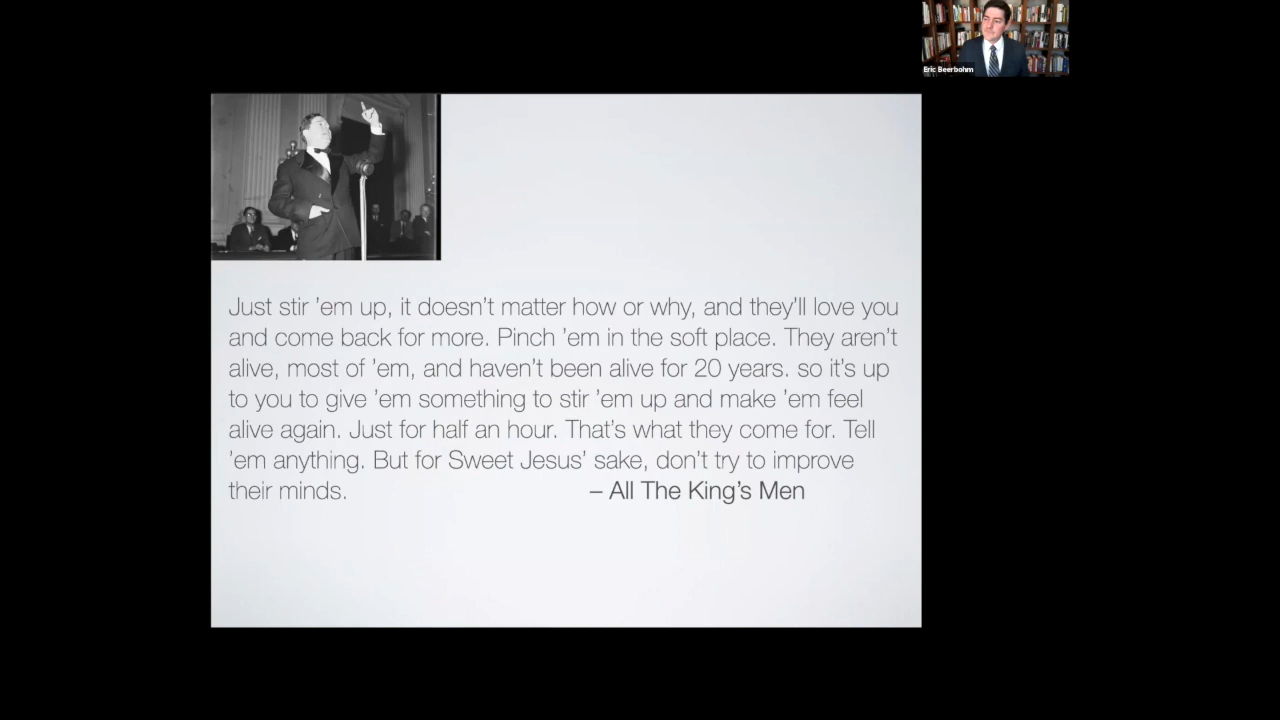 Eric Beerbohm
Just stir ’em up, it doesn’t matter how or why, and they’ll love you
and come back for more. Pinch ’em in the soft place. They aren’t
alive, most of ’em, and haven’t been alive for 20 years. so it’s up
to you to give ’em something to stir ’em up and make ’em feel
alive again. Just for half an hour. That’s what they come for. Tell
’em anything. But for Sweet Jesus’ sake, don’t try to improve
their minds. – All The King’s Men